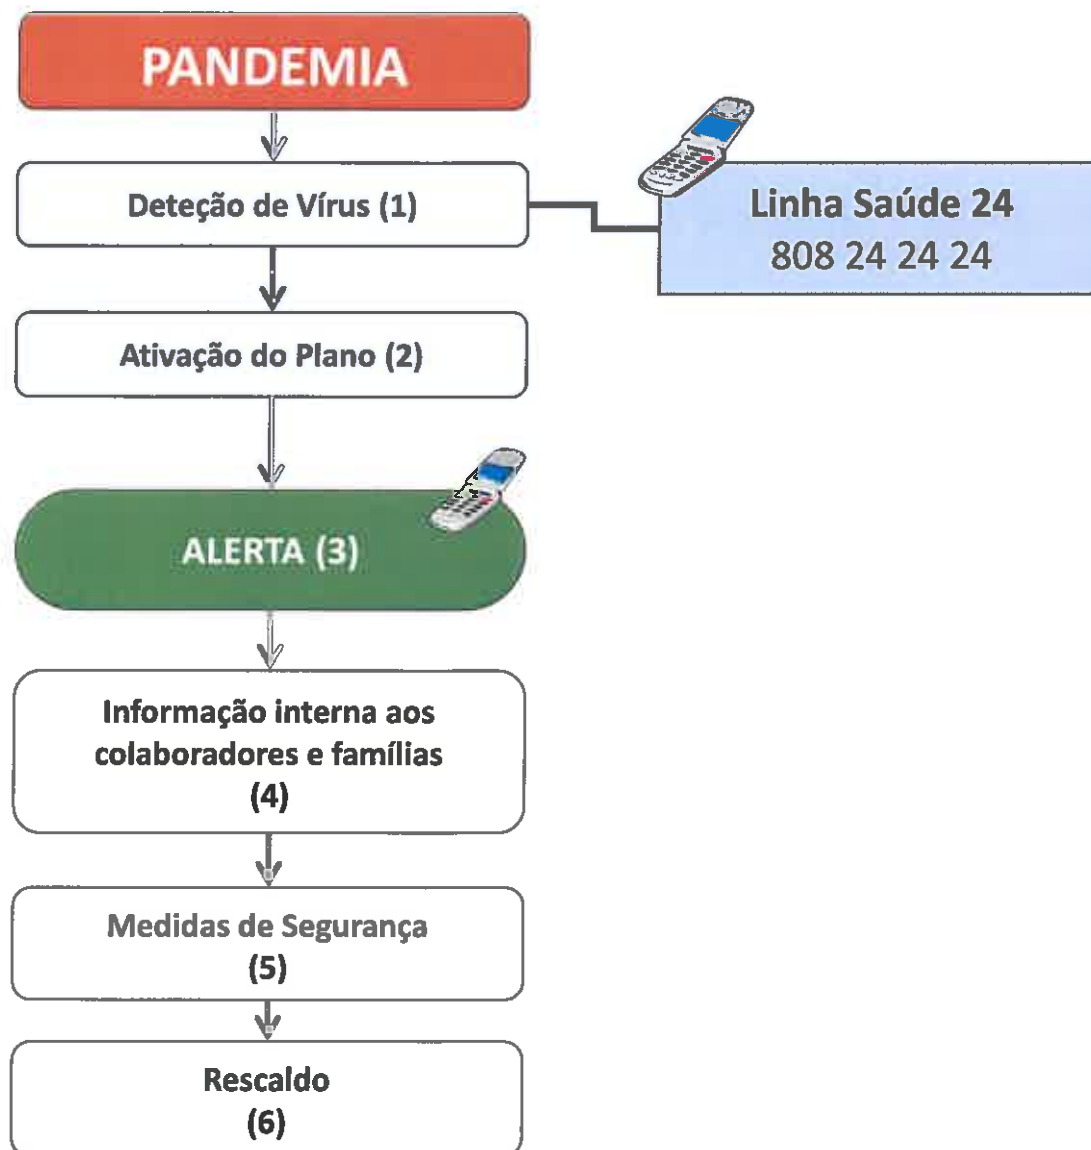 PANDEMIA
Deteção de Vírus (1)
Linha Saúde 24
808 24 24 24
Ativação do Plano (2)
ALERTA (3)
Informação interna aos
colaboradores e famílias
(4)
Medidas de Segurança
(5)
Rescaldo
(6)